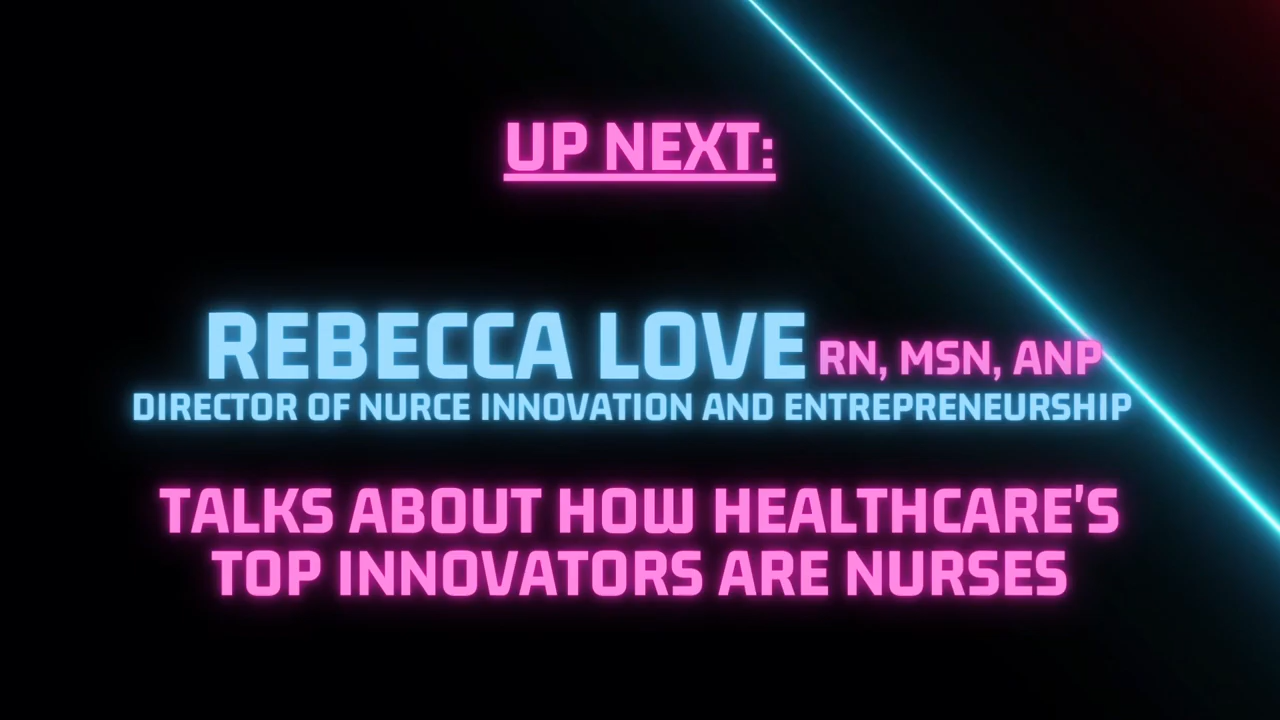 UP NEXT:
REBECCA LOVE RN, MSN, ANP
DIRECTOR OF NURCE INNOVATION AND ENTREPRENEURSHIP
TALKS ABOUT HOW HEALTHCARE'S
TOP INNOVATORS ARE NURSES